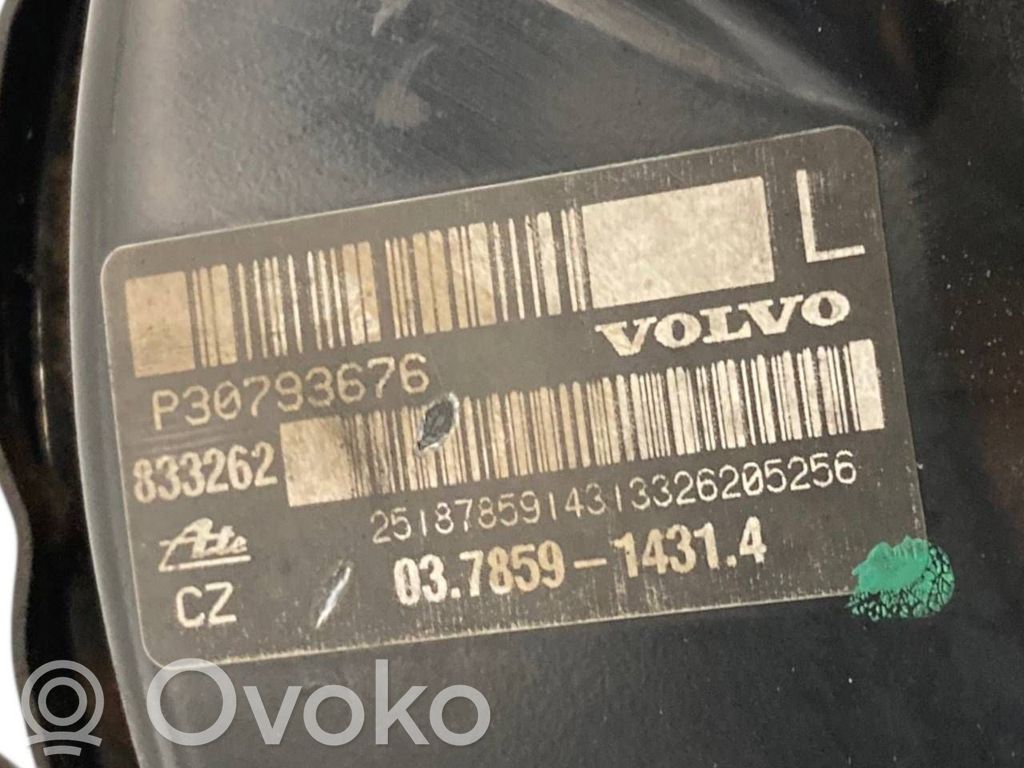 L
VOLVO
P30793676
833262
25187859143133262O5256
Ate
03.7859-1431.4
CZ
R Ovoko